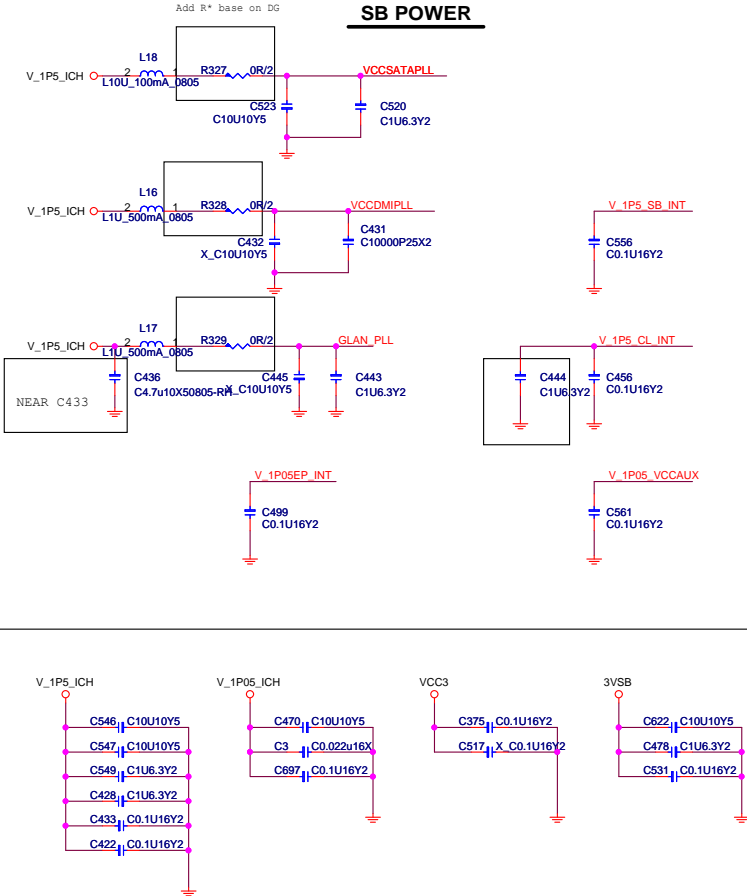 Add R* base on DG
SB POWER
V_1P5_ICH
2
L18
1
L10U_100mA_0805
R327
0R/2
VCCSATAPLL
C523
C10U10Y5
C520
C1U6.3Y2
V_1P5_ICH
2
L16
1
L1U_500mA_0805
R328
0R/2
VCCDMIPLL
C432
X_C10U10Y5
C431
C10000P25X2
V_1P5_SB_INT
C556
C0.1U16Y2
V_1P5_ICH
2
L17
1
L1U_500mA_0805
R329
0R/2
GLAN_PLL
NEAR C433
C436
C4.7u10X50805-RH
C445
X_C10U10Y5
C443
C1U6.3Y2
V_1P5_CL_INT
C444
C1U6.3Y2
C456
C0.1U16Y2
V_1P05EP_INT
C499
C0.1U16Y2
V_1P05_VCCAUX
C561
C0.1U16Y2
V_1P5_ICH
C546 C10U10Y5
C547 C10U10Y5
C549 C1U6.3Y2
C428 C1U6.3Y2
C433 C0.1U16Y2
C422 C0.1U16Y2
V_1P05_ICH
C470 C10U10Y5
C3 C0.022u16X
C697 C0.1U16Y2
VCC3
C375 C0.1U16Y2
C517 X_C0.1U16Y2
3VSB
C622 C10U10Y5
C478 C1U6.3Y2
C531 C0.1U16Y2